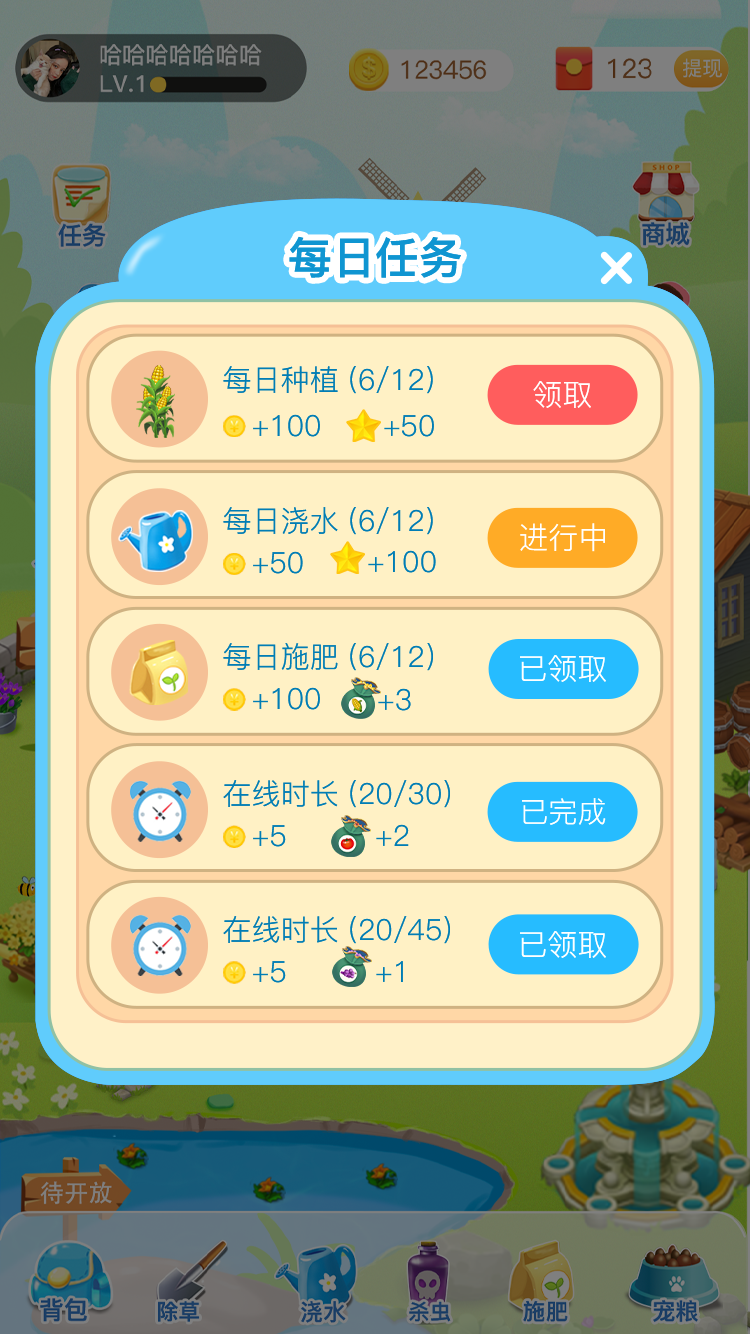 哈哈哈哈哈哈哈
LV.1
123456
123
提现
任务
SHOP
商城
每日任务
每日种植 (6/12)
+100 +50
领取
每日浇水 (6/12)
+50 +100
进行中
每日施肥 (6/12)
+100 +3
已领取
在线时长 (20/30)
+5 +2
已完成
在线时长 (20/45)
+5 +1
已领取
待开放
背包
除草
浇水
杀虫
施肥
宠粮